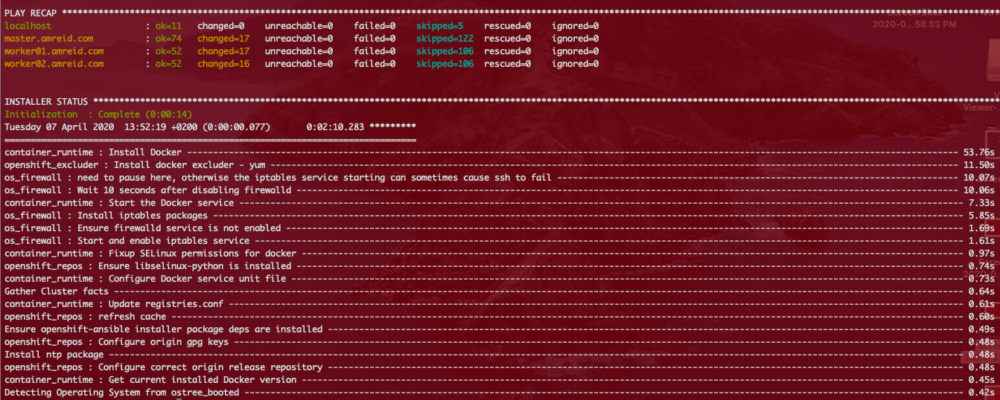 PLAY RECAP ****************************************************************************************************************************************************************
localhost                  : ok=11   changed=0    unreachable=0    failed=0    skipped=5    rescued=0    ignored=0
master.amreid.com          : ok=74   changed=17   unreachable=0    failed=0    skipped=122  rescued=0    ignored=0
worker01.amreid.com        : ok=52   changed=17   unreachable=0    failed=0    skipped=106  rescued=0    ignored=0
worker02.amreid.com        : ok=52   changed=16   unreachable=0    failed=0    skipped=106  rescued=0    ignored=0
INSTALLER STATUS **********************************************************************************************************************************************************
Initialization  : Complete (0:00:14)
Tuesday 07 April 2020  13:52:19 +0200 (0:00:00.077)       0:02:10.283 *********
===============================================================================
container_runtime : Install Docker --- 53.76s
openshift_excluder : Install docker excluder - yum --- 11.50s
os_firewall : need to pause here, otherwise the iptables service starting can sometimes cause ssh to fail --- 10.07s
os_firewall : Wait 10 seconds after disabling firewalld --- 10.06s
container_runtime : Start the Docker service --- 7.33s
os_firewall : Install iptables packages --- 5.85s
os_firewall : Ensure firewalld service is not enabled --- 1.69s
os_firewall : Start and enable iptables service --- 1.61s
container_runtime : Fixup SELinux permissions for docker --- 0.97s
openshift_repos : Ensure libselinux-python is installed --- 0.74s
container_runtime : Configure Docker service unit file --- 0.73s
Gather Cluster facts --- 0.64s
container_runtime : Update registries.conf --- 0.61s
openshift_repos : refresh cache --- 0.60s
Ensure openshift-ansible installer package deps are installed --- 0.49s
openshift_repos : Configure origin gpg keys --- 0.48s
Install ntp package --- 0.48s
openshift_repos : Configure correct origin release repository --- 0.48s
container_runtime : Get current installed Docker version --- 0.45s
Detecting Operating System from ostree_booted --- 0.42s
Screen Shot
2020-0...58.53 PM
Viewer-..